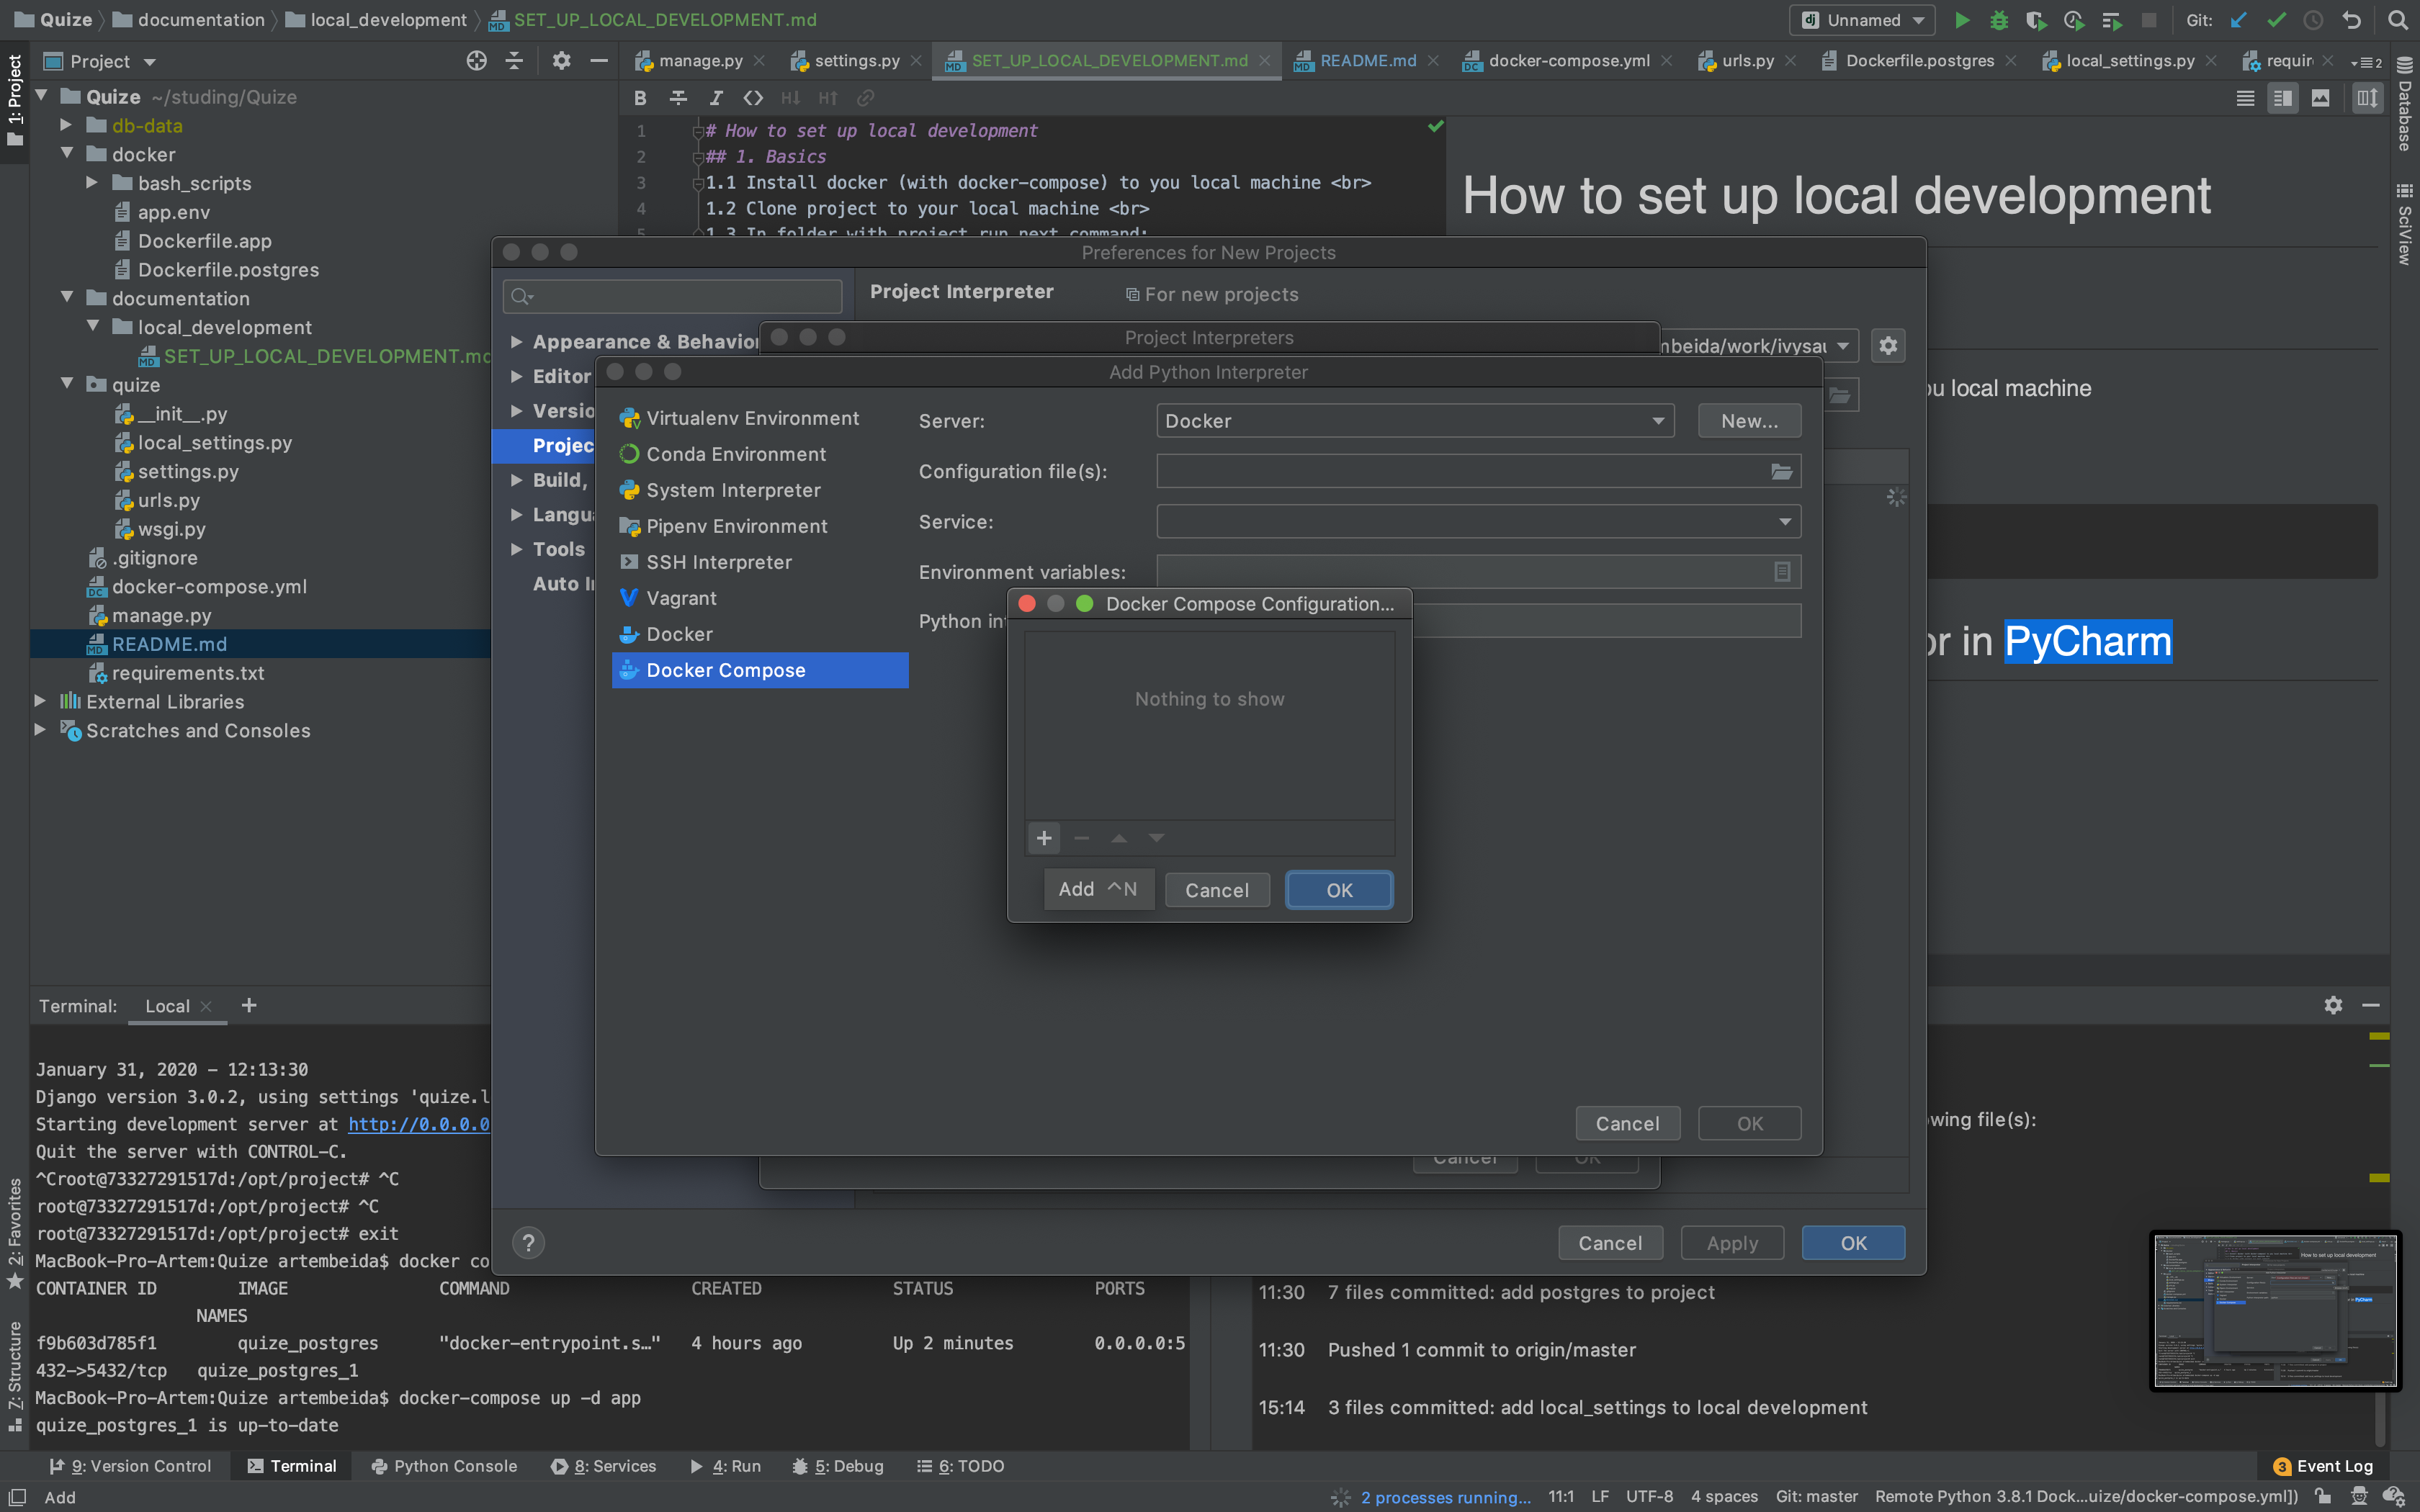 Quize documentation local_development SET_UP_LOCAL_DEVELOPMENT.md
Unnamed
Git:
Project
manage.py settings.py SET_UP_LOCAL_DEVELOPMENT.md README.md docker-compose.yml urls.py Dockerfile.postgres local_settings.py requir 2
1: Project
Quize ~/studing/Quize
db-data
docker
bash_scripts
app.env
Dockerfile.app
Dockerfile.postgres
documentation
local_development
SET_UP_LOCAL_DEVELOPMENT.md
quize
__init__.py
local_settings.py
settings.py
urls.py
wsgi.py
.gitignore
docker-compose.yml
manage.py
README.md
requirements.txt
External Libraries
Scratches and Consoles
B I <> H↓ H↑
1 # How to set up local development
2 ## 1. Basics
3 1.1 Install docker (with docker-compose) to you local machine <br>
4 1.2 Clone project to your local machine <br>
5 1.3 In folder with project run next command:
How to set up local development
ou local machine
or in PyCharm
Database
SciView
Preferences for New Projects
Project Interpreter For new projects
Appearance & Behavior
Editor
Versio
Projec
Build,
Langu
Tools
Auto I
mbeida/work/ivysau
Project Interpreters
Cancel OK
Add Python Interpreter
Virtualenv Environment
Conda Environment
System Interpreter
Pipenv Environment
SSH Interpreter
Vagrant
Docker
Docker Compose
Server: Docker New...
Configuration file(s):
Service:
Environment variables:
Python int
Docker Compose Configuration...
Nothing to show
Add ^N Cancel OK
Cancel OK
? Cancel Apply OK
Terminal: Local
January 31, 2020 - 12:13:30
Django version 3.0.2, using settings 'quize.l
Starting development server at http://0.0.0.0
Quit the server with CONTROL-C.
^Croot@73327291517d:/opt/project# ^C
root@73327291517d:/opt/project# ^C
root@73327291517d:/opt/project# exit
MacBook-Pro-Artem:Quize artembeida$ docker co
CONTAINER ID IMAGE COMMAND CREATED STATUS PORTS
NAMES
f9b603d785f1 quize_postgres "docker-entrypoint.s…" 4 hours ago Up 2 minutes 0.0.0.0:5
432->5432/tcp quize_postgres_1
MacBook-Pro-Artem:Quize artembeida$ docker-compose up -d app
quize_postgres_1 is up-to-date
owing file(s):
11:30 7 files committed: add postgres to project
11:30 Pushed 1 commit to origin/master
15:14 3 files committed: add local_settings to local development
How to set up local development
2: Favorites
7: Structure
9: Version Control Terminal Python Console 8: Services 4: Run 5: Debug 6: TODO 3 Event Log
Add 2 processes running... 11:1 LF UTF-8 4 spaces Git: master Remote Python 3.8.1 Dock...uize/docker-compose.yml])